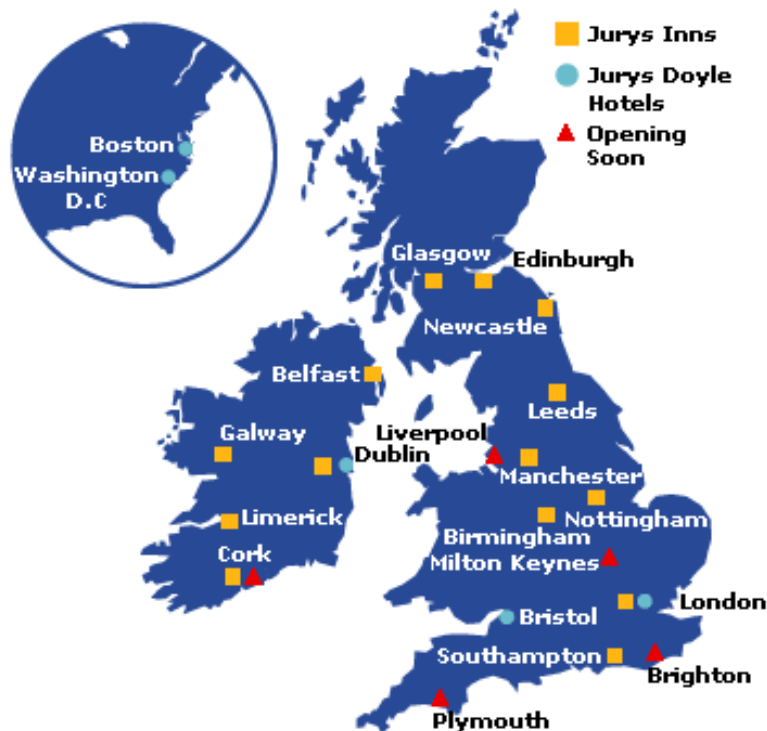 Jurys Inns
Jurys Doyle
Hotels
Opening
Soon
Boston
Washington
D.C
Glasgow
Edinburgh
Newcastle
Belfast
Leeds
Galway
Liverpool
Dublin
Manchester
Limerick
Nottingham
Birmingham
Cork
Milton Keynes
London
Bristol
Southampton
Brighton
Plymouth